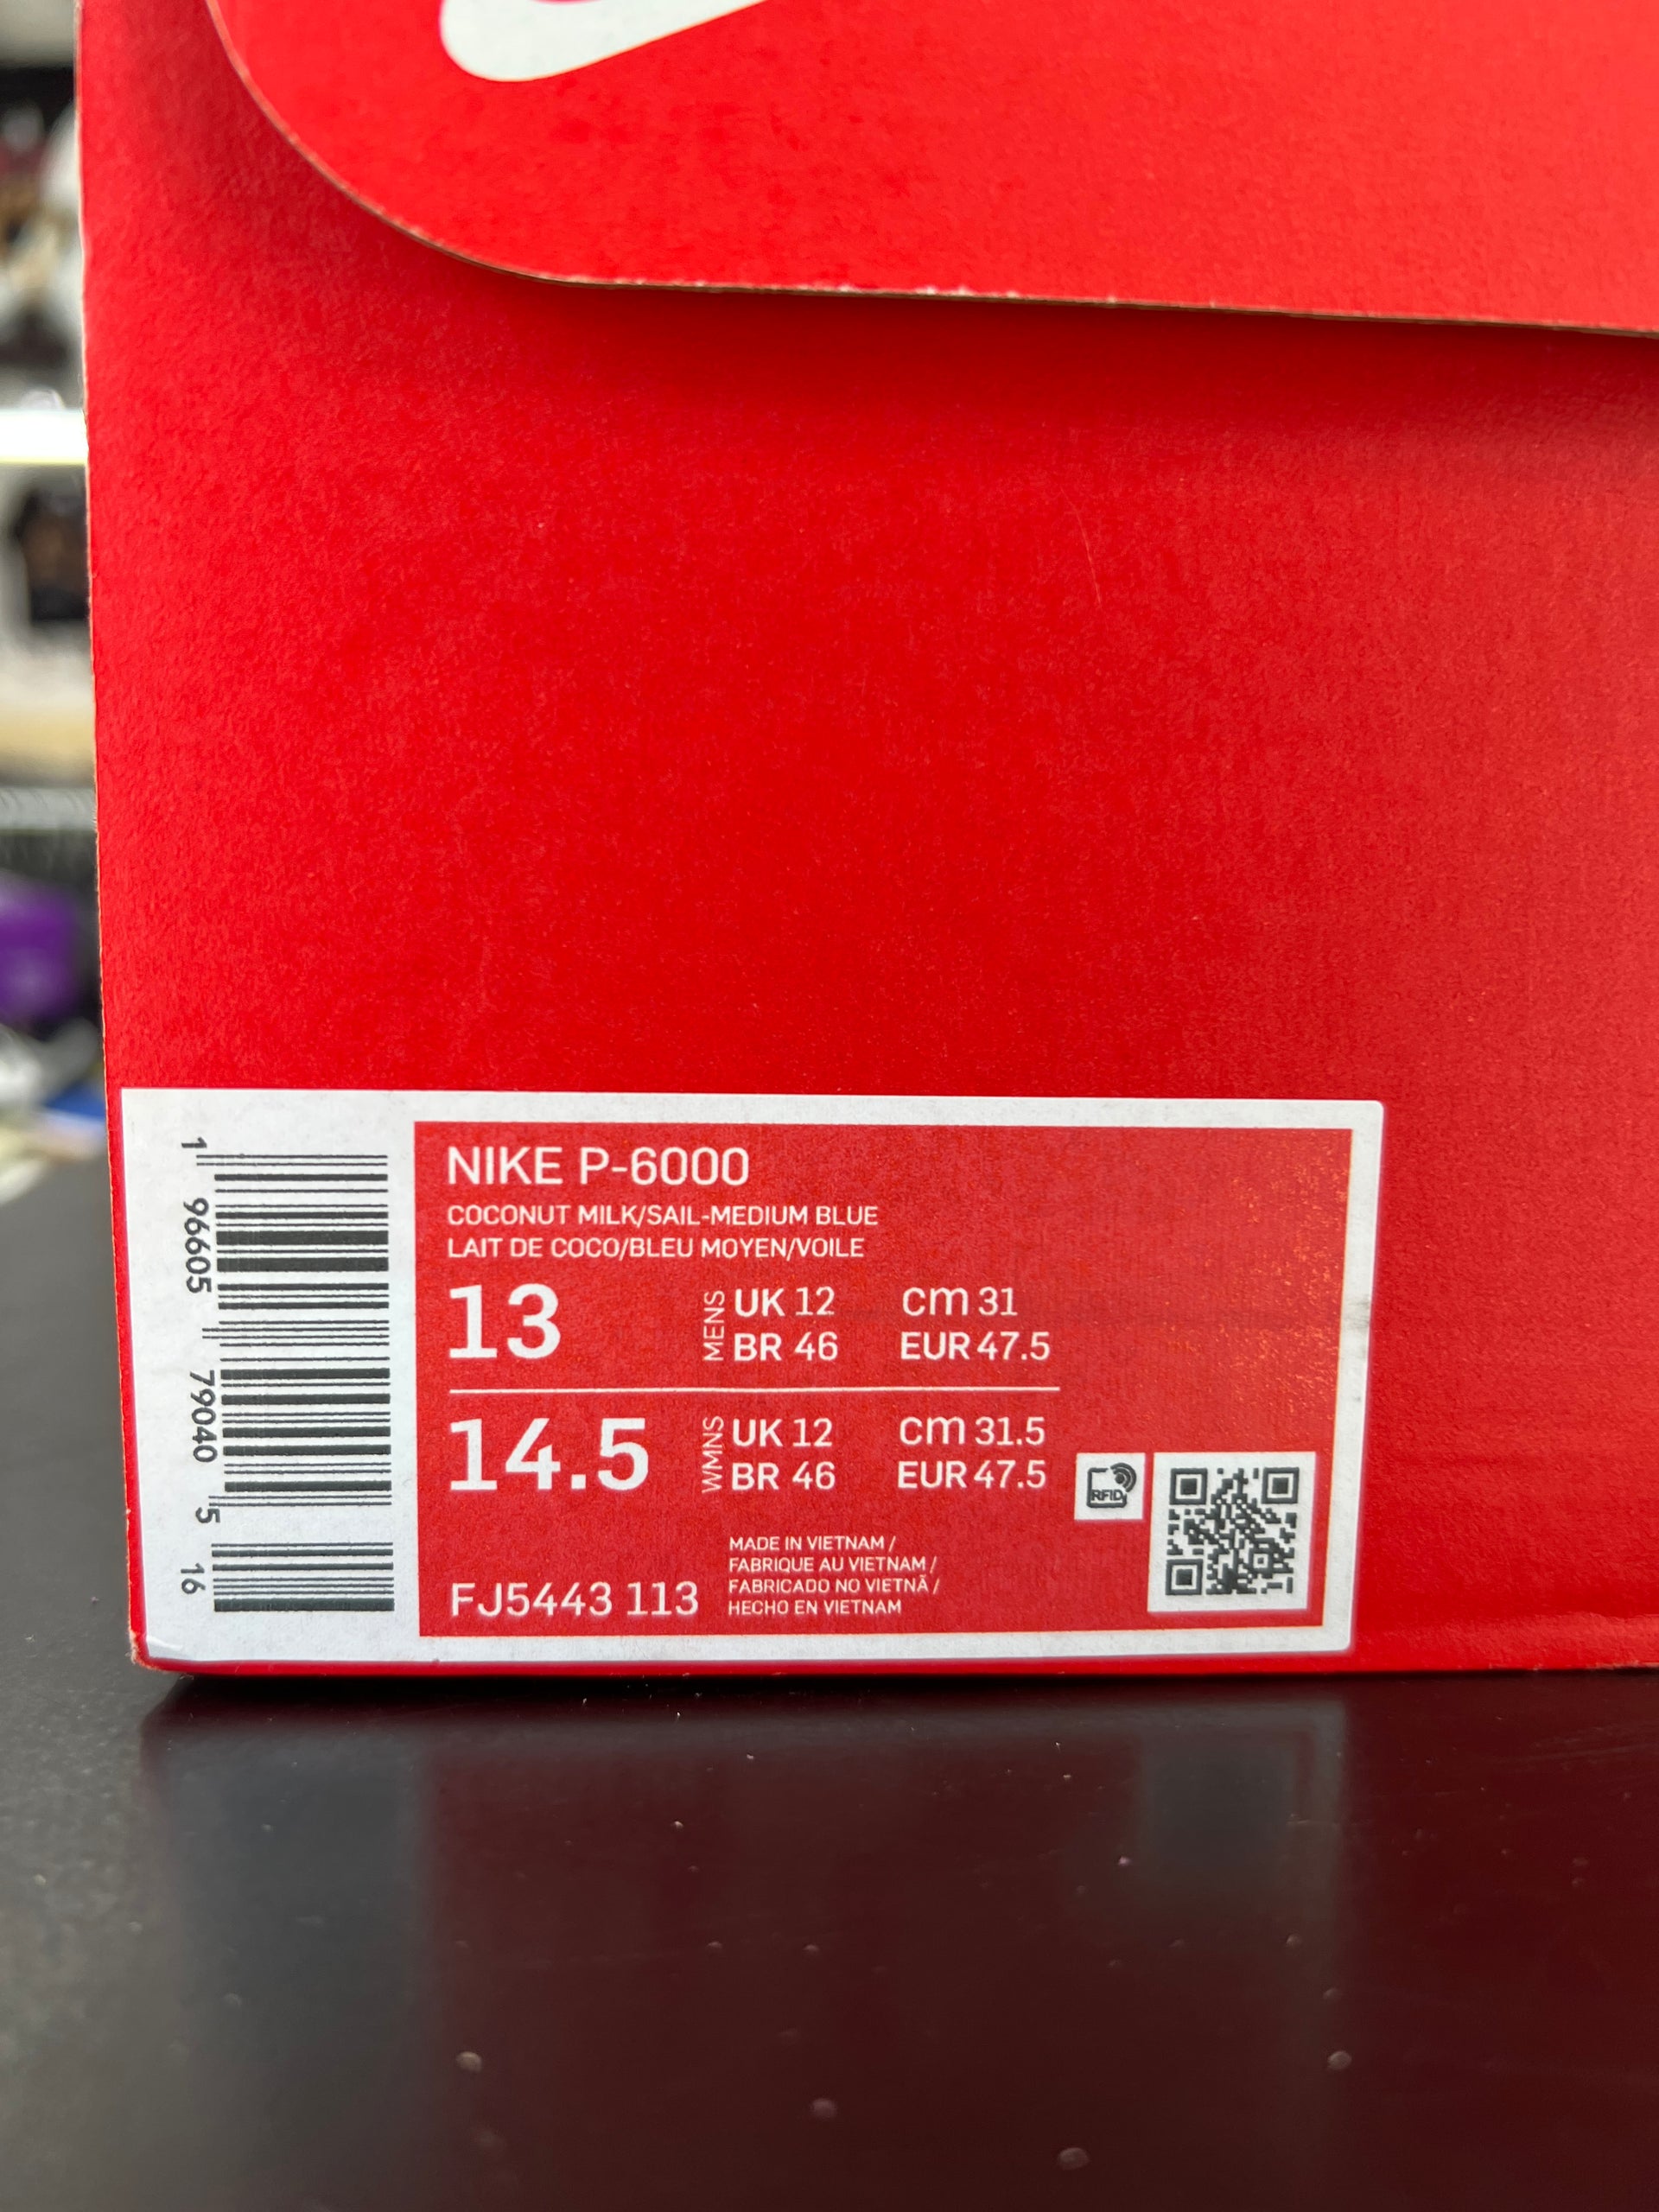 NIKE P-6000
COCONUT MILK/SAIL-MEDIUM BLUE
LAIT DE COCO/BLEU MOYEN/VOILE
13
MENS
UK 12
cm 31
BR 46
EUR 47.5
14.5
WMNS
UK 12
cm 31.5
BR 46
EUR 47.5
RFID
MADE IN VIETNAM /
FABRIQUE AU VIETNAM /
FABRICADO NO VIETNÃ /
HECHO EN VIETNAM
FJ5443 113
1 96605 79040 5 16